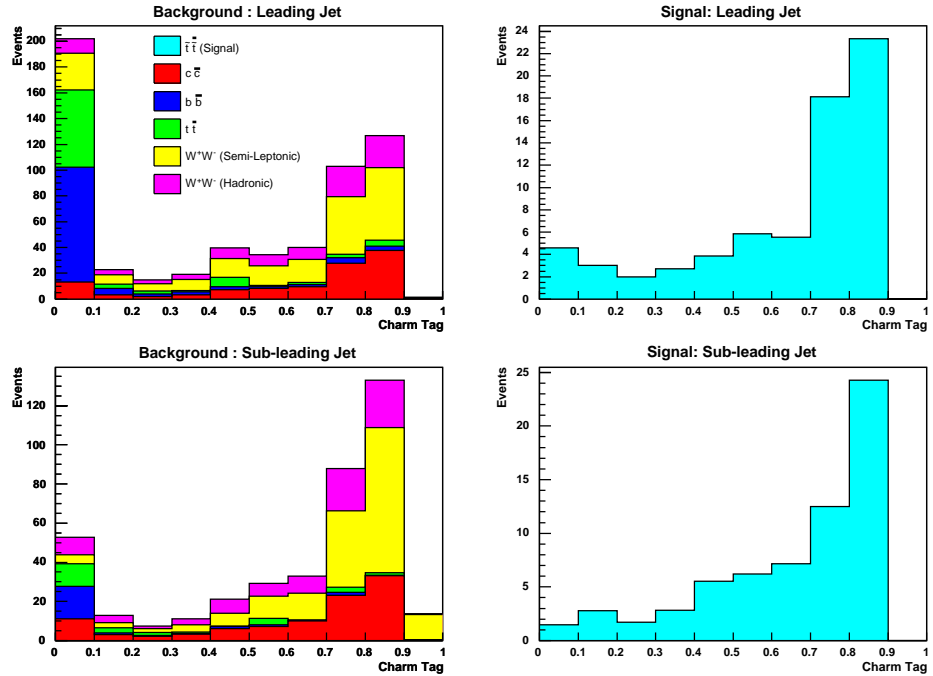 Background : Leading Jet
Events
200
180
160
140
120
100
80
60
40
20
0
t̃ t̃̄ (Signal)
c c̄
b b̄
t t̄
W⁺W⁻ (Semi-Leptonic)
W⁺W⁻ (Hadronic)
0 0.1 0.2 0.3 0.4 0.5 0.6 0.7 0.8 0.9 1
Charm Tag
Signal: Leading Jet
Events
24
22
20
18
16
14
12
10
8
6
4
2
0
0 0.1 0.2 0.3 0.4 0.5 0.6 0.7 0.8 0.9 1
Charm Tag
Background : Sub-leading Jet
Events
120
100
80
60
40
20
0
0 0.1 0.2 0.3 0.4 0.5 0.6 0.7 0.8 0.9 1
Charm Tag
Signal: Sub-leading Jet
Events
25
20
15
10
5
0
0 0.1 0.2 0.3 0.4 0.5 0.6 0.7 0.8 0.9 1
Charm Tag